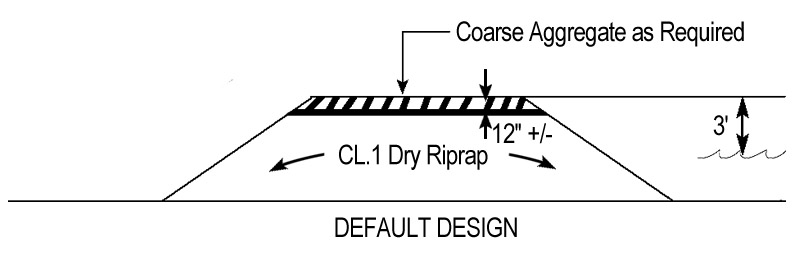 Coarse Aggregate as Required
3'
12" +/-
CL.1 Dry Riprap
DEFAULT DESIGN